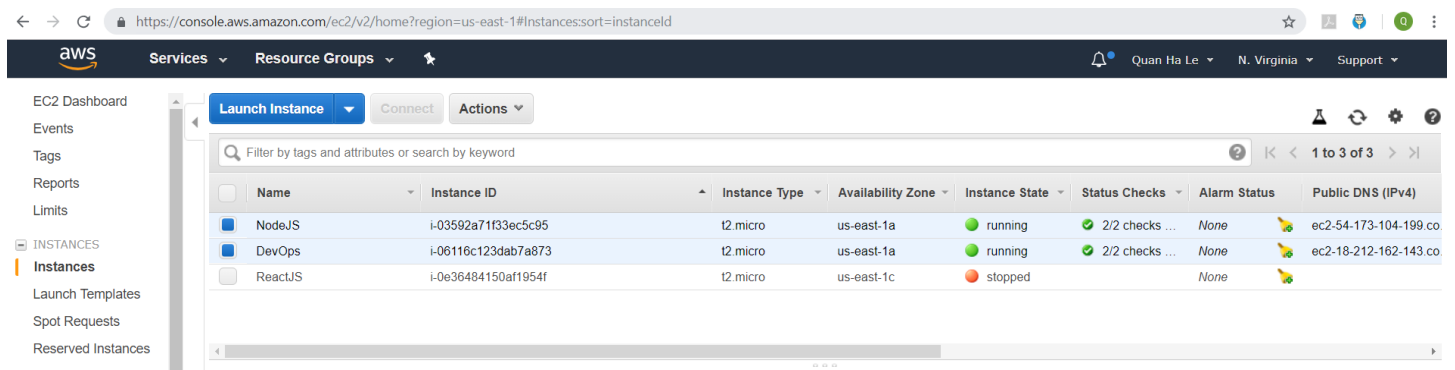 https://console.aws.amazon.com/ec2/v2/home?region=us-east-1#Instances:sort=instanceId
Q
aws Services Resource Groups Quan Ha Le N. Virginia Support
EC2 Dashboard
Events
Tags
Reports
Limits
INSTANCES
Instances
Launch Templates
Spot Requests
Reserved Instances
Launch Instance Connect Actions
Filter by tags and attributes or search by keyword 1 to 3 of 3
Name Instance ID Instance Type Availability Zone Instance State Status Checks Alarm Status Public DNS (IPv4)
NodeJS i-03592a71f33ec5c95 t2.micro us-east-1a running 2/2 checks ... None ec2-54-173-104-199.co
DevOps i-06116c123dab7a873 t2.micro us-east-1a running 2/2 checks ... None ec2-18-212-162-143.co
ReactJS i-0e36484150af1954f t2.micro us-east-1c stopped None